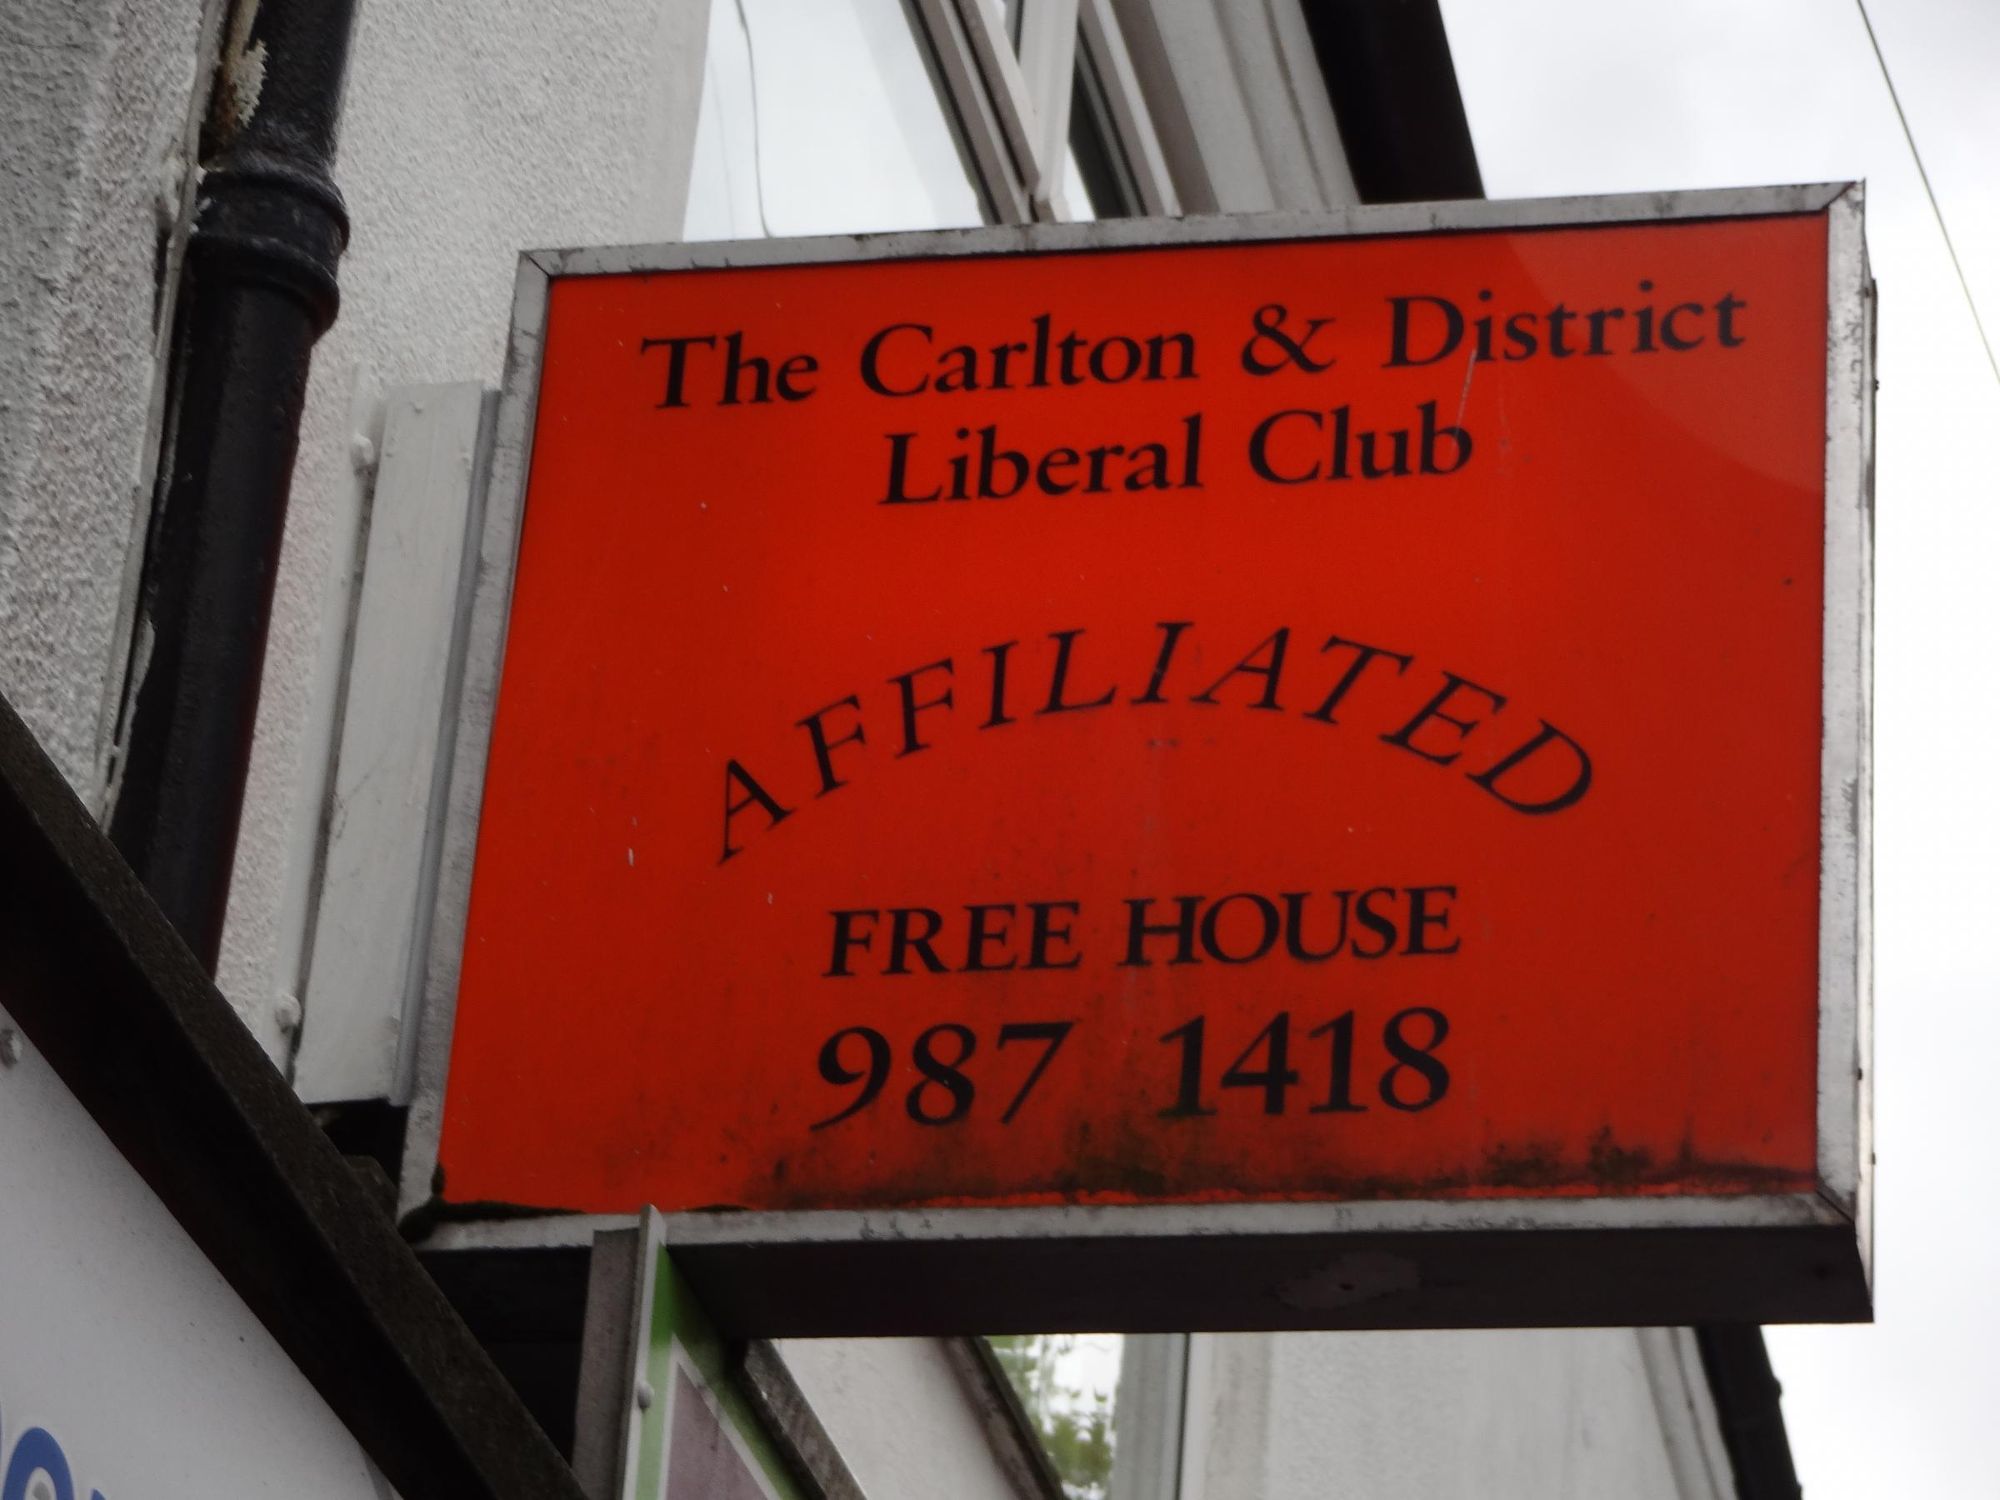 The Carlton & District
Liberal Club
AFFILIATED
FREE HOUSE
987 1418